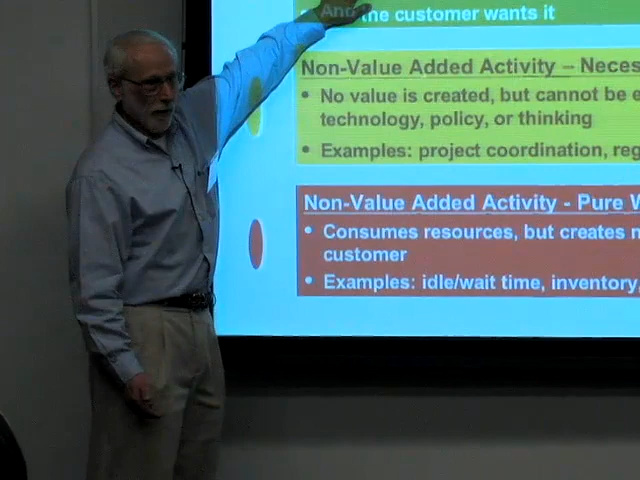 And the customer wants it
Non-Value Added Activity – Neces
• No value is created, but cannot be e
technology, policy, or thinking
• Examples: project coordination, reg
Non-Value Added Activity - Pure W
• Consumes resources, but creates n
customer
• Examples: idle/wait time, inventory,